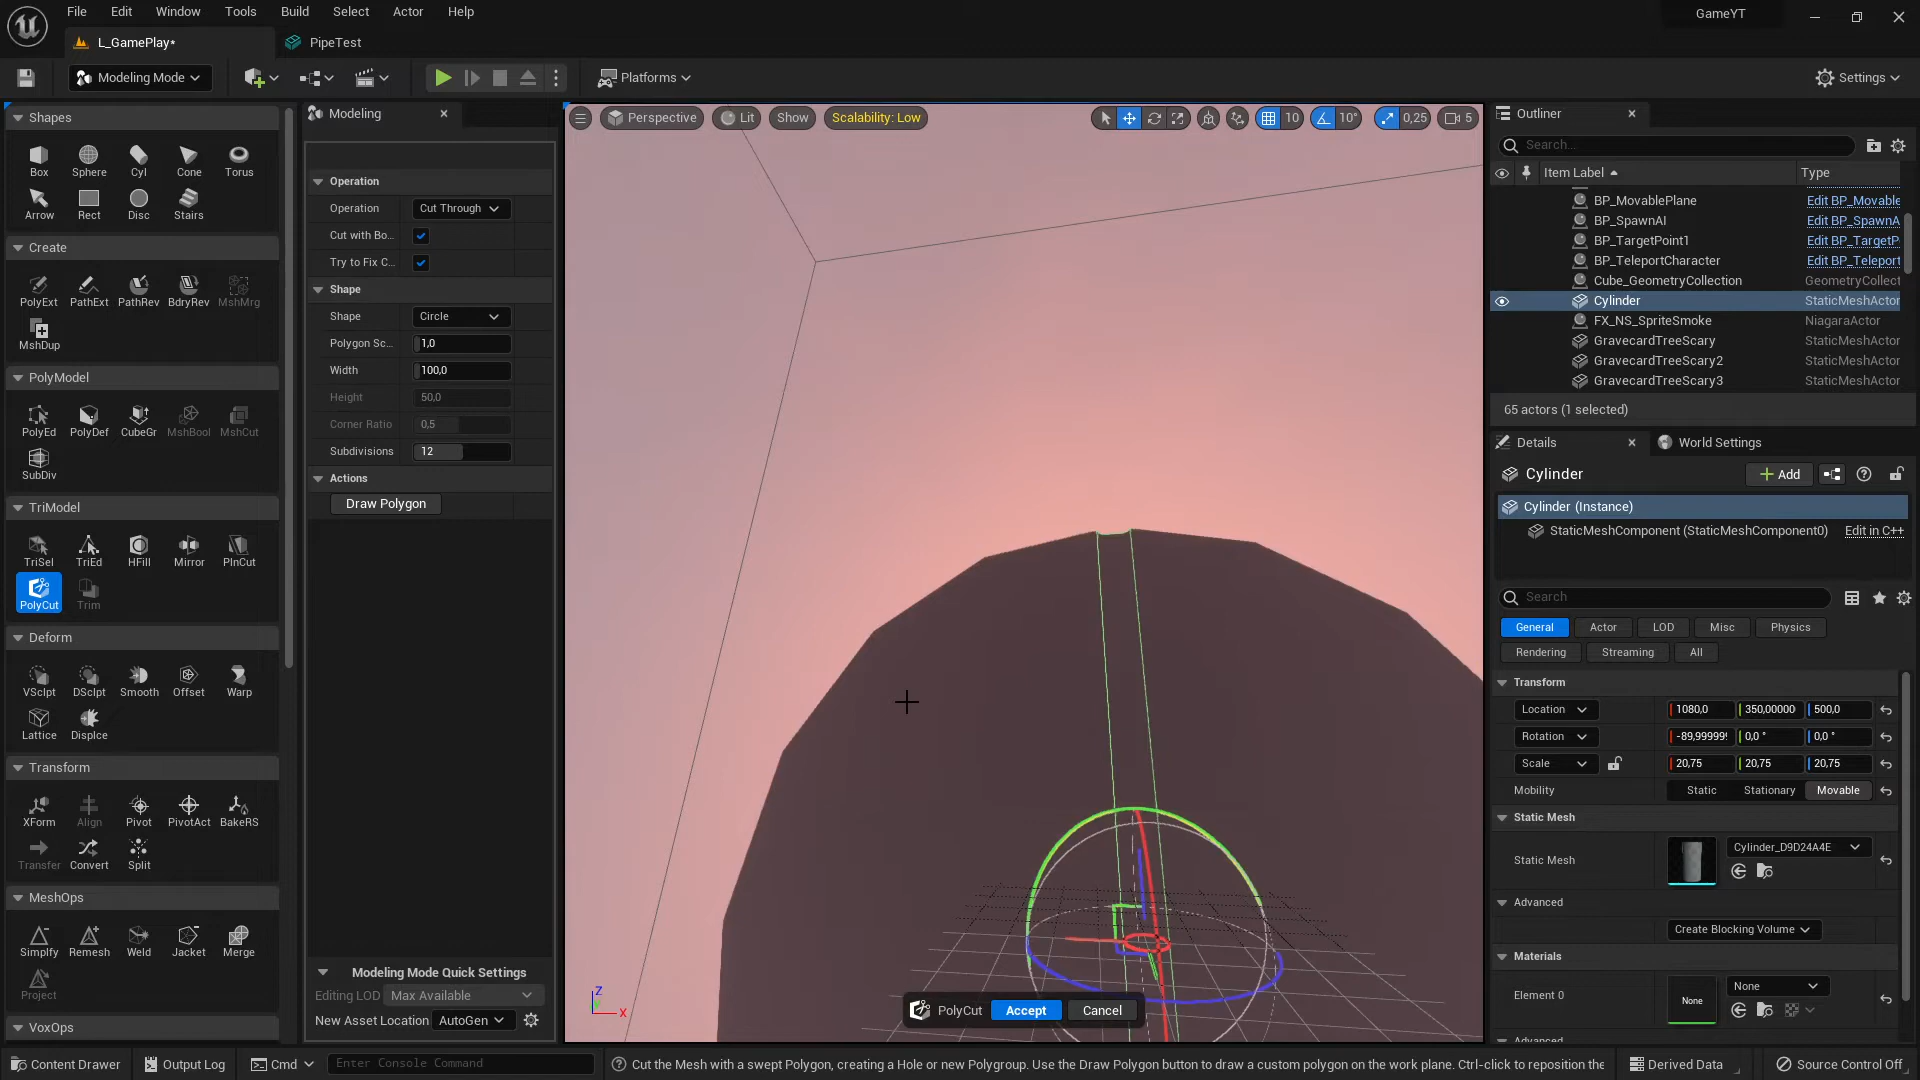 File Edit Window Tools Build Select Actor Help
GameYT
L_GamePlay*
PipeTest
Modeling Mode
Platforms
Settings
Shapes
Box Sphere Cyl Cone Torus
Arrow Rect Disc Stairs
Create
PolyExt PathExt PathRev BdryRev MshMrg
MshDup
PolyModel
PolyEd PolyDef CubeGr MshBool MshCut
SubDiv
TriModel
TriSel TriEd HFill Mirror PlnCut
PolyCut Trim
Deform
VSclpt DSclpt Smooth Offset Warp
Lattice Displce
Transform
XForm Align Pivot PivotAct BakeRS
Transfer Convert Split
MeshOps
Simplfy Remesh Weld Jacket Merge
Project
VoxOps
Modeling
Operation
Operation Cut Through
Cut with Bo...
Try to Fix C...
Shape
Shape Circle
Polygon Sc... 1,0
Width 100,0
Height 50,0
Corner Ratio 0,5
Subdivisions 12
Actions
Draw Polygon
Modeling Mode Quick Settings
Editing LOD Max Available
New Asset Location AutoGen
Perspective Lit Show Scalability: Low
10 10° 0,25 5
Z
X
PolyCut Accept Cancel
Outliner
Search...
Item Label Type
BP_MovablePlane Edit BP_Movable
BP_SpawnAI Edit BP_SpawnA
BP_TargetPoint1 Edit BP_TargetP
BP_TeleportCharacter Edit BP_Teleport
Cube_GeometryCollection GeometryCollect
Cylinder StaticMeshActor
FX_NS_SpriteSmoke NiagaraActor
GravecardTreeScary StaticMeshActor
GravecardTreeScary2 StaticMeshActor
GravecardTreeScary3 StaticMeshActor
65 actors (1 selected)
Details
World Settings
Cylinder
Add
Cylinder (Instance)
StaticMeshComponent (StaticMeshComponent0) Edit in C++
Search
General Actor LOD Misc Physics
Rendering Streaming All
Transform
Location 1080,0 350,00000 500,0
Rotation -89,99999 0,0 ° 0,0 °
Scale 20,75 20,75 20,75
Mobility Static Stationary Movable
Static Mesh
Static Mesh Cylinder_D9D24A4E
Advanced
Create Blocking Volume
Materials
Element 0 None None
Content Drawer Output Log Cmd Enter Console Command
Cut the Mesh with a swept Polygon, creating a Hole or new Polygroup. Use the Draw Polygon button to draw a custom polygon on the work plane. Ctrl-click to reposition the
Derived Data Source Control Off